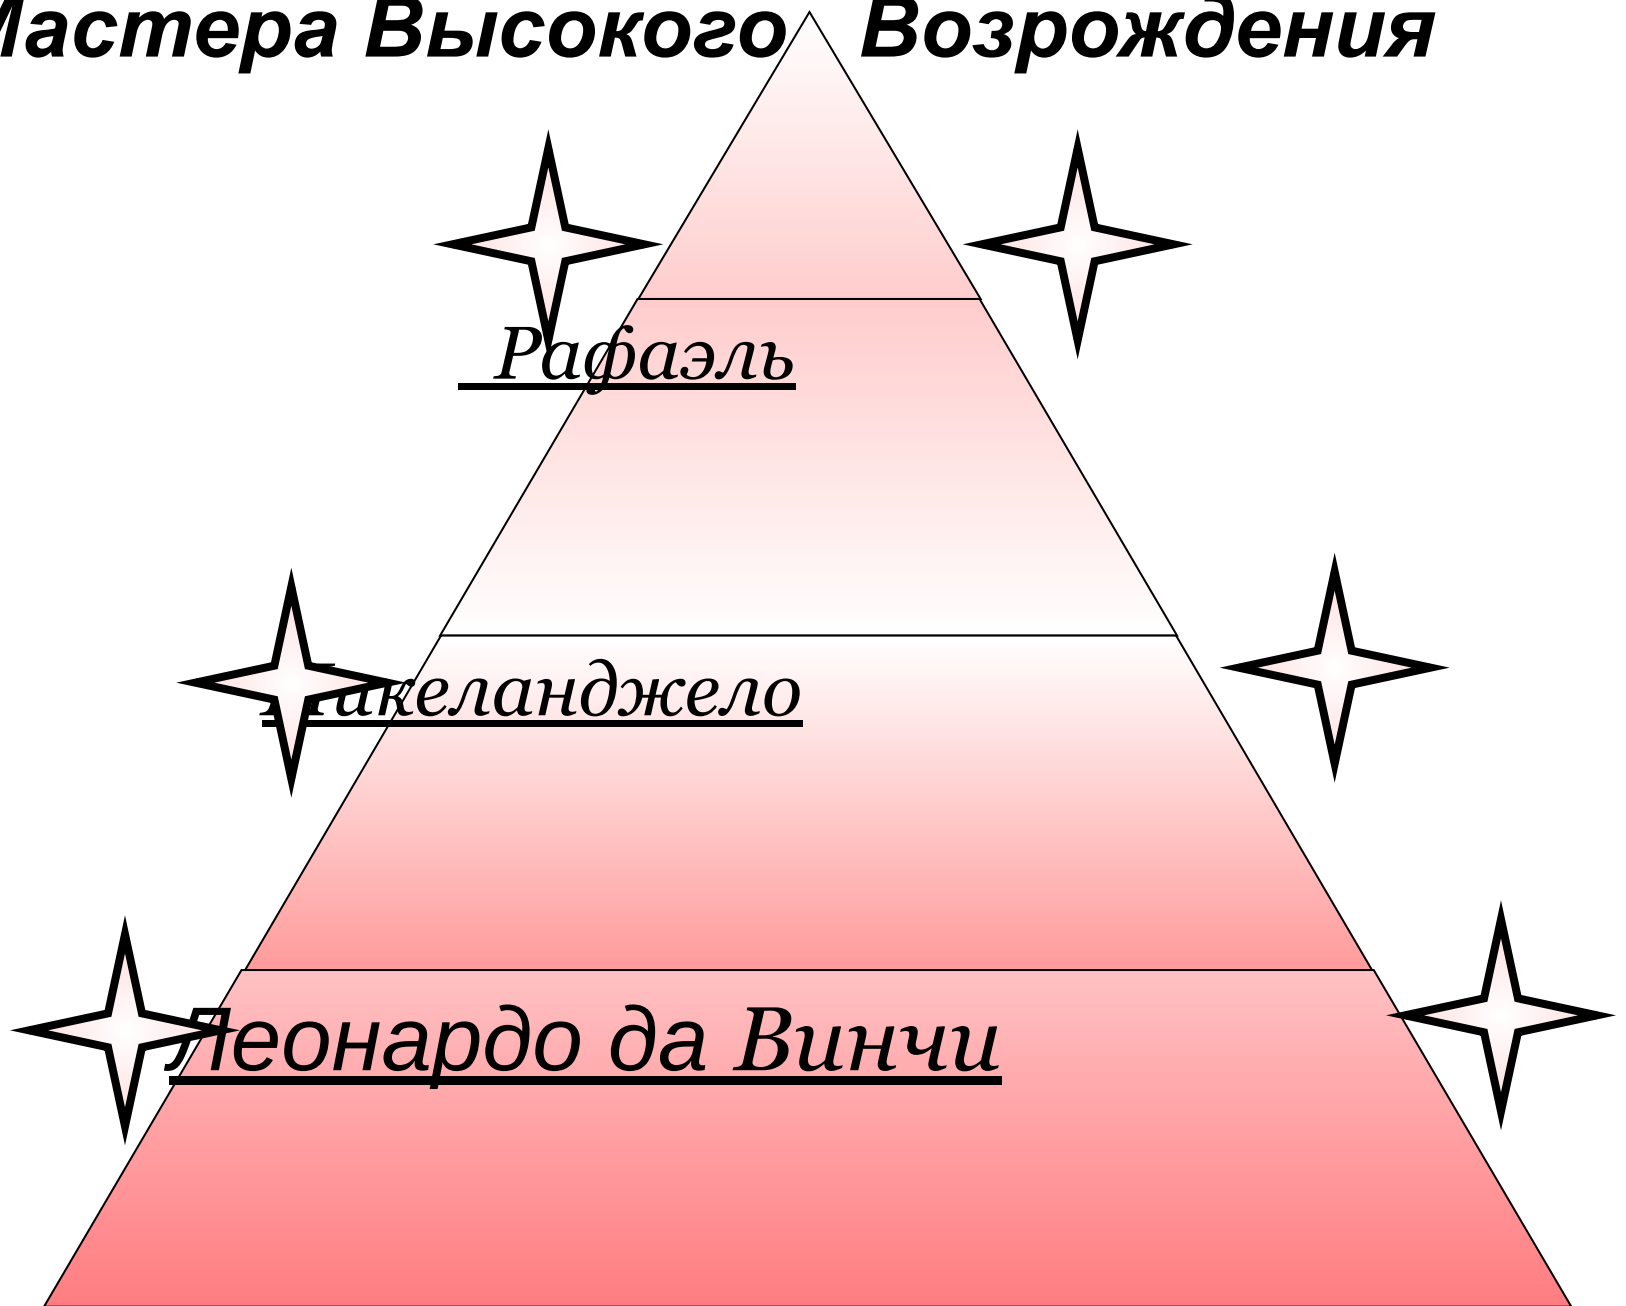 Мастера Высокого Возрождения
Рафаэль
Микеланджело
Леонардо да Винчи